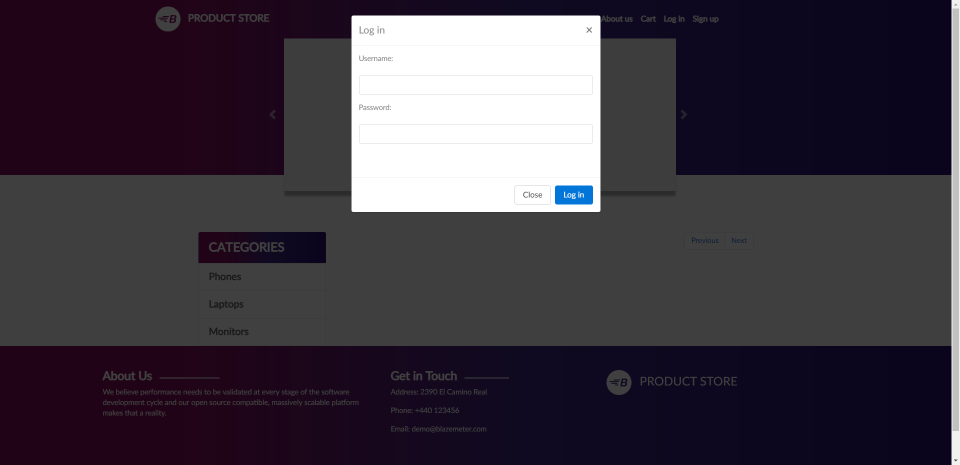 B PRODUCT STORE
About us Cart Log in Sign up
Log in ×
Username:
Password:
Close Log in
CATEGORIES
Previous Next
Phones
Laptops
Monitors
About Us
We believe performance needs to be validated at every stage of the software
development cycle and our open source compatible, massively scalable platform
makes that a reality.
Get in Touch
Address: 2390 El Camino Real
Phone: +440 123456
Email: demo@blazemeter.com
B PRODUCT STORE